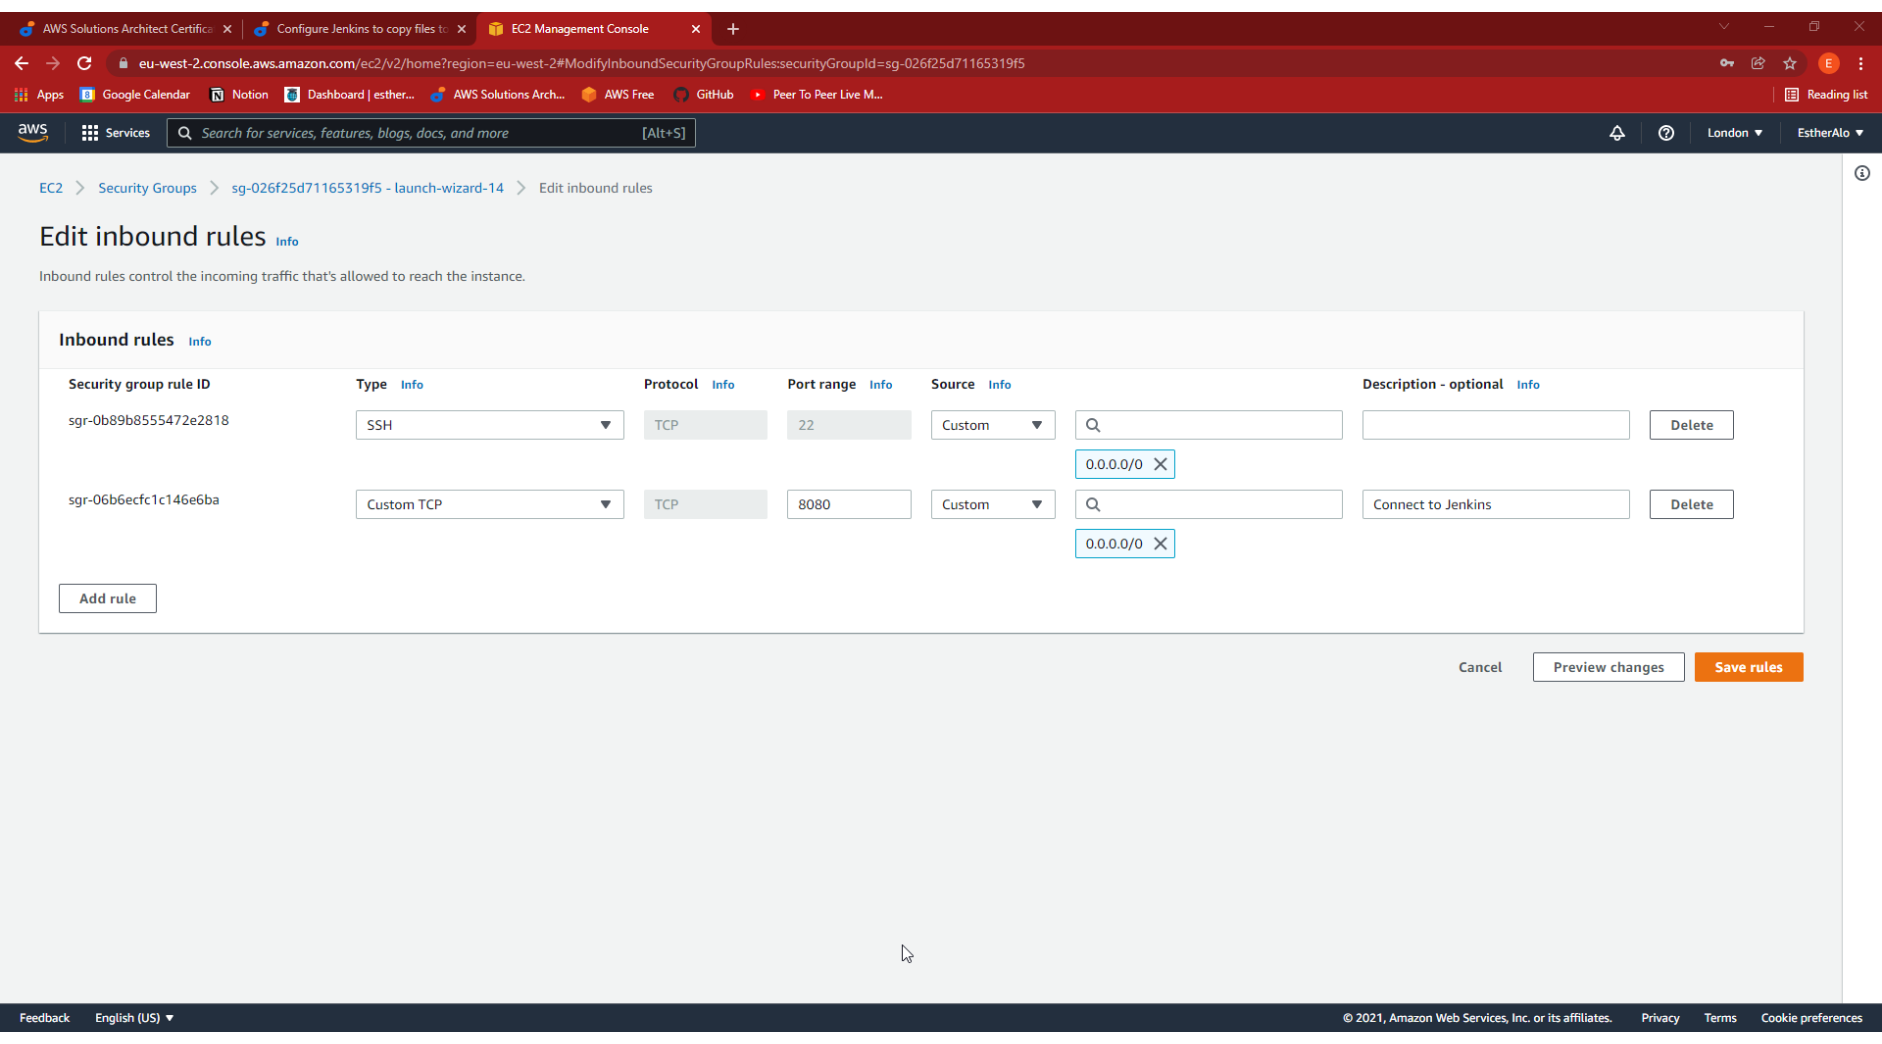 AWS Solutions Architect Certifica
Configure Jenkins to copy files to
EC2 Management Console
eu-west-2.console.aws.amazon.com/ec2/v2/home?region=eu-west-2#ModifyInboundSecurityGroupRules:securityGroupId=sg-026f25d71165319f5
E
Apps 8 Google Calendar Notion Dashboard | esther... AWS Solutions Arch... AWS Free GitHub Peer To Peer Live M... Reading list
aws Services Search for services, features, blogs, docs, and more [Alt+S] London EstherAlo
EC2 Security Groups sg-026f25d71165319f5 - launch-wizard-14 Edit inbound rules
Edit inbound rules Info
Inbound rules control the incoming traffic that's allowed to reach the instance.
Inbound rules Info
Security group rule ID Type Info Protocol Info Port range Info Source Info Description - optional Info
sgr-0b89b8555472e2818 SSH TCP 22 Custom Delete
0.0.0.0/0
sgr-06b6ecfc1c146e6ba Custom TCP TCP 8080 Custom Connect to Jenkins Delete
0.0.0.0/0
Add rule
Cancel Preview changes Save rules
Feedback English (US) © 2021, Amazon Web Services, Inc. or its affiliates. Privacy Terms Cookie preferences